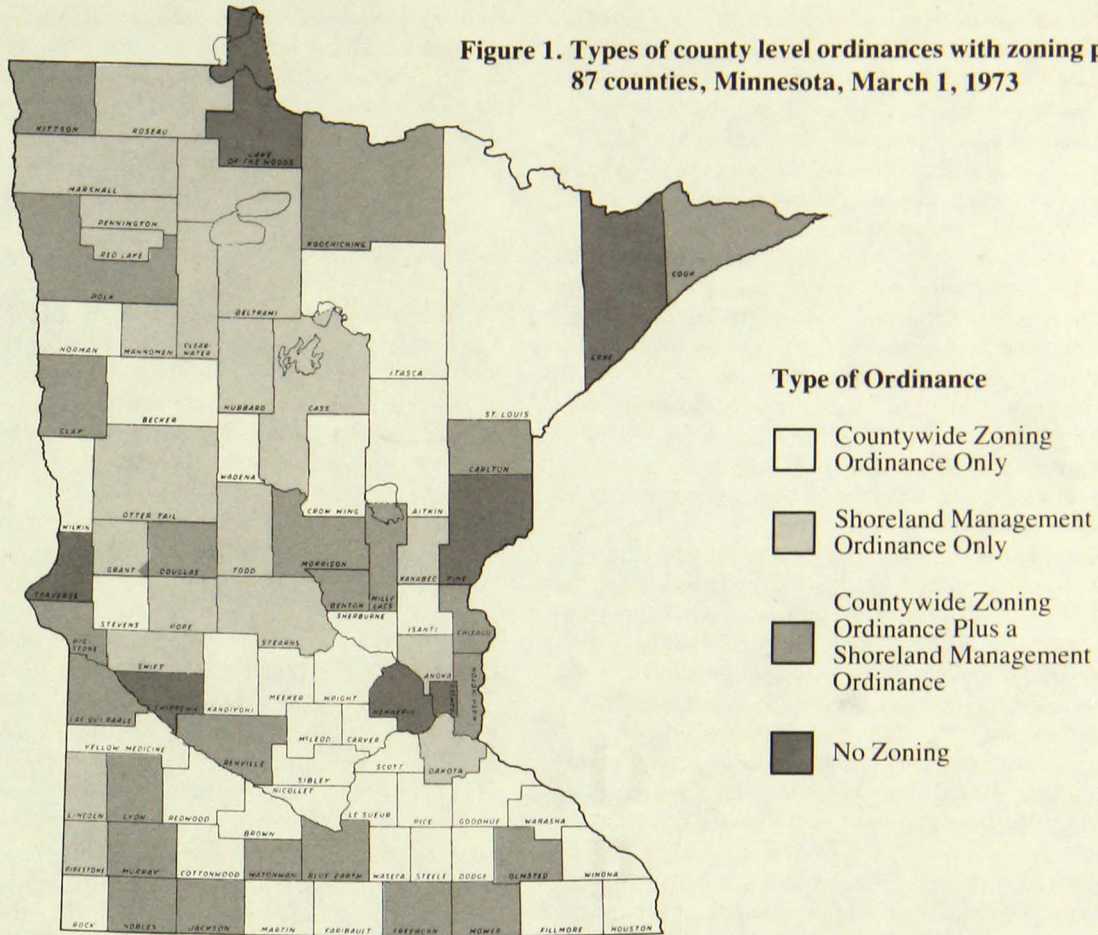 Figure 1. Types of county level ordinances with zoning
87 counties, Minnesota, March 1, 1973
KITTSON
ROSEAU
LAKE
OF THE WOODS
MARSHALL
PENNINGTON
RED LAKE
KOOCHICHING
COOK
POLK
BELTRAMI
LAKE
NORMAN
MAHNOMEN
CLEAR-
WATER
ITASCA
Type of Ordinance
HUBBARD
CASS
ST. LOUIS
CLAY
BECKER
Countywide Zoning
Ordinance Only
CARLTON
WADENA
OTTER TAIL
CROW WING
AITKIN
WILKIN
Shoreland Management
Ordinance Only
GRANT
DOUGLAS
TODD
MORRISON
KANABEC
PINE
TRAVERSE
BENTON
MILLE
LACS
Countywide Zoning
Ordinance Plus a
Shoreland Management
Ordinance
STEVENS
POPE
SHERBURNE
ISANTI
CHISAGO
STEARNS
BIG
STONE
SWIFT
ANOKA
MEEKER
WRIGHT
RAMSEY
WASHINGTON
LAC QUI PARLE
CHIPPEWA
KANDIYOHI
HENNEPIN
No Zoning
YELLOW MEDICINE
McLEOD
CARVER
RENVILLE
SCOTT
DAKOTA
SIBLEY
NICOLLET
LINCOLN
LYON
REDWOOD
LE SUEUR
RICE
GOODHUE
WABASHA
BROWN
PIPESTONE
MURRAY
COTTONWOOD
WATONWAN
BLUE EARTH
WASECA
STEELE
DODGE
OLMSTED
WINONA
ROCK
NOBLES
JACKSON
MARTIN
FARIBAULT
FREEBORN
MOWER
FILLMORE
HOUSTON